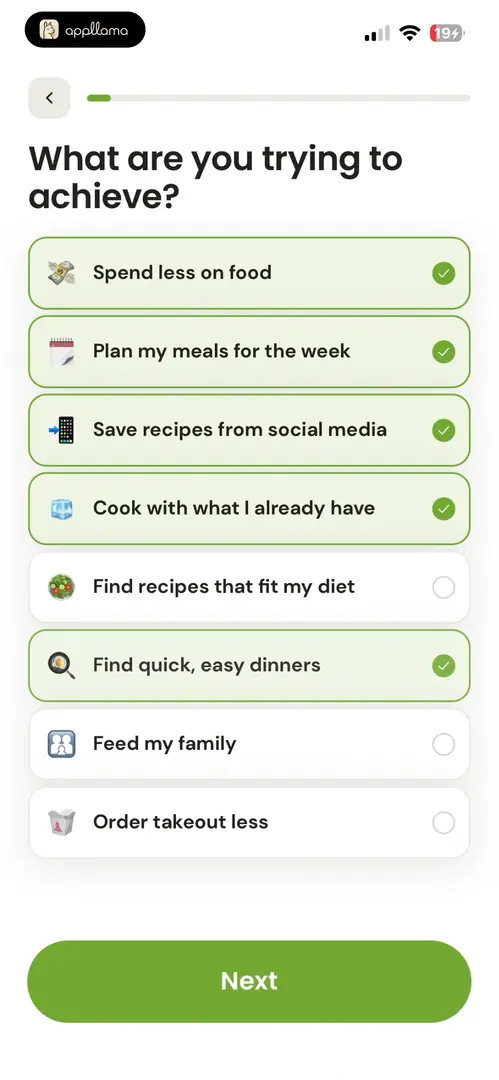 appllama
19
What are you trying to
achieve?
Spend less on food
Plan my meals for the week
Save recipes from social media
Cook with what I already have
Find recipes that fit my diet
Find quick, easy dinners
Feed my family
Order takeout less
Next